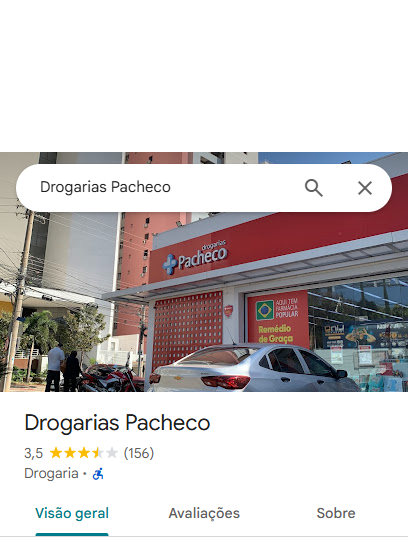 Drogarias Pacheco
drogarias
Pacheco
AQUI TEM
FARMÁCIA
POPULAR
Remédio
de Graça
Drogarias Pacheco
3,5 (156)
Drogaria •
Visão geral
Avaliações
Sobre